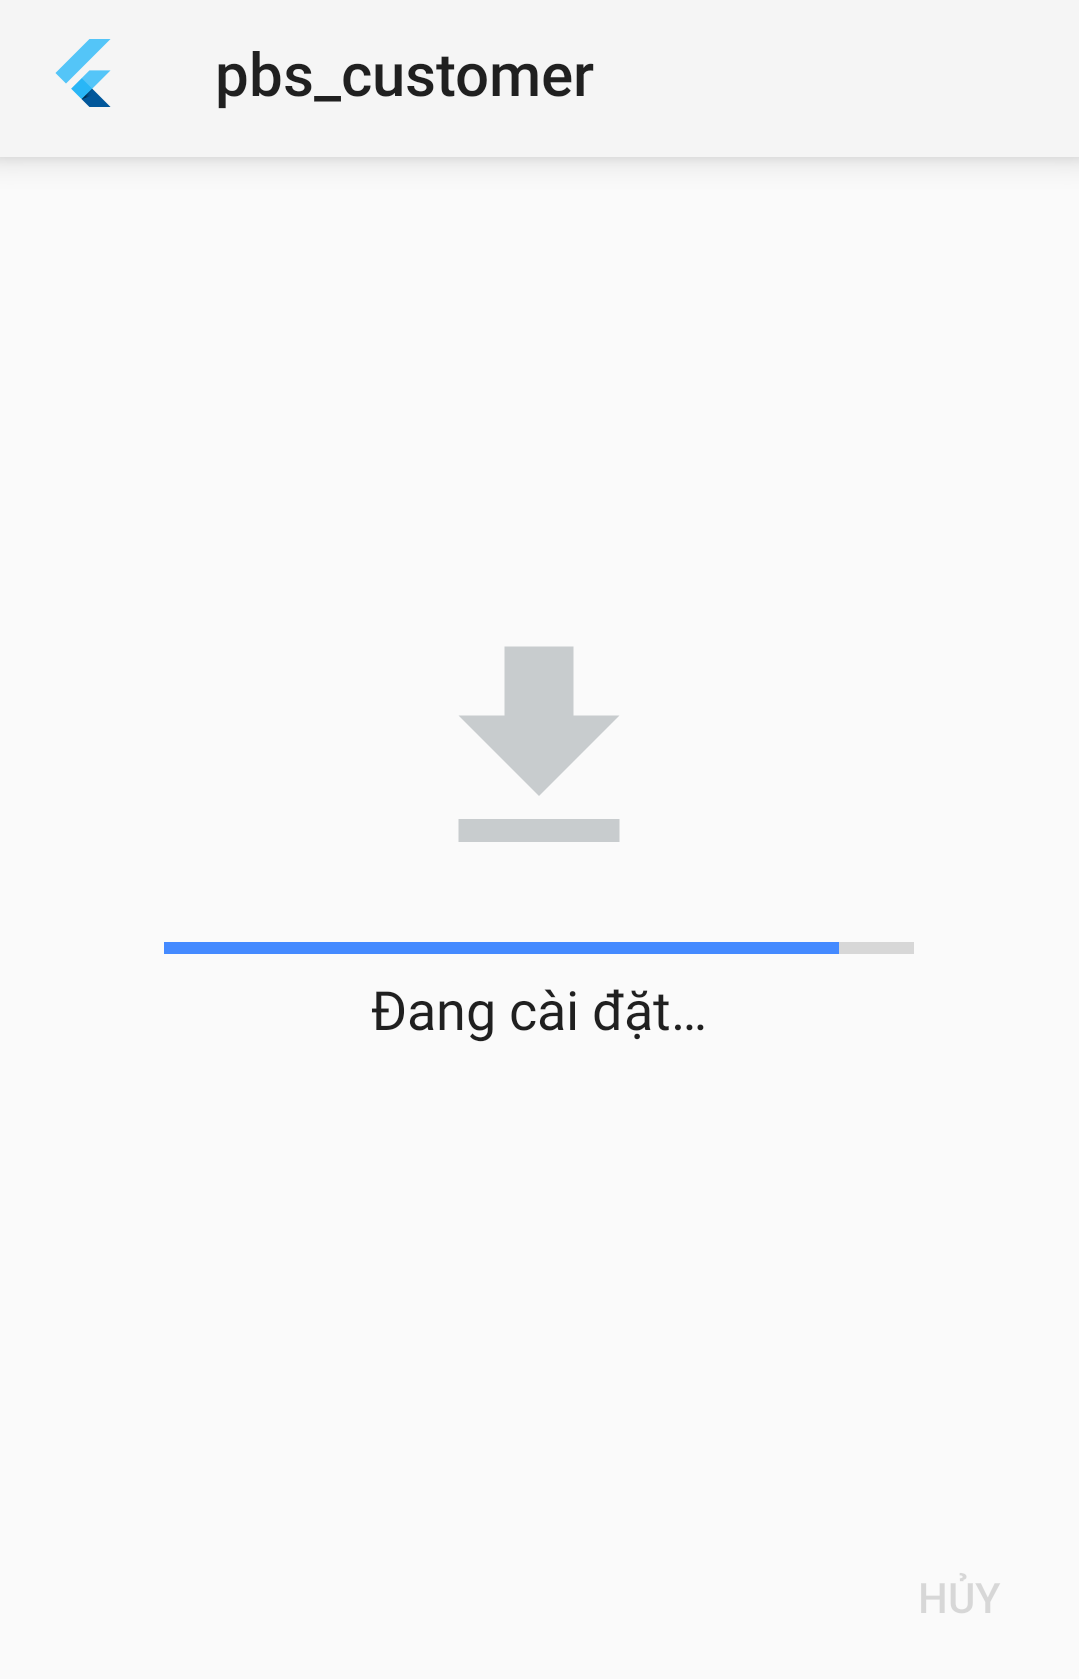 pbs_customer
Đang cài đặt...
HỦY